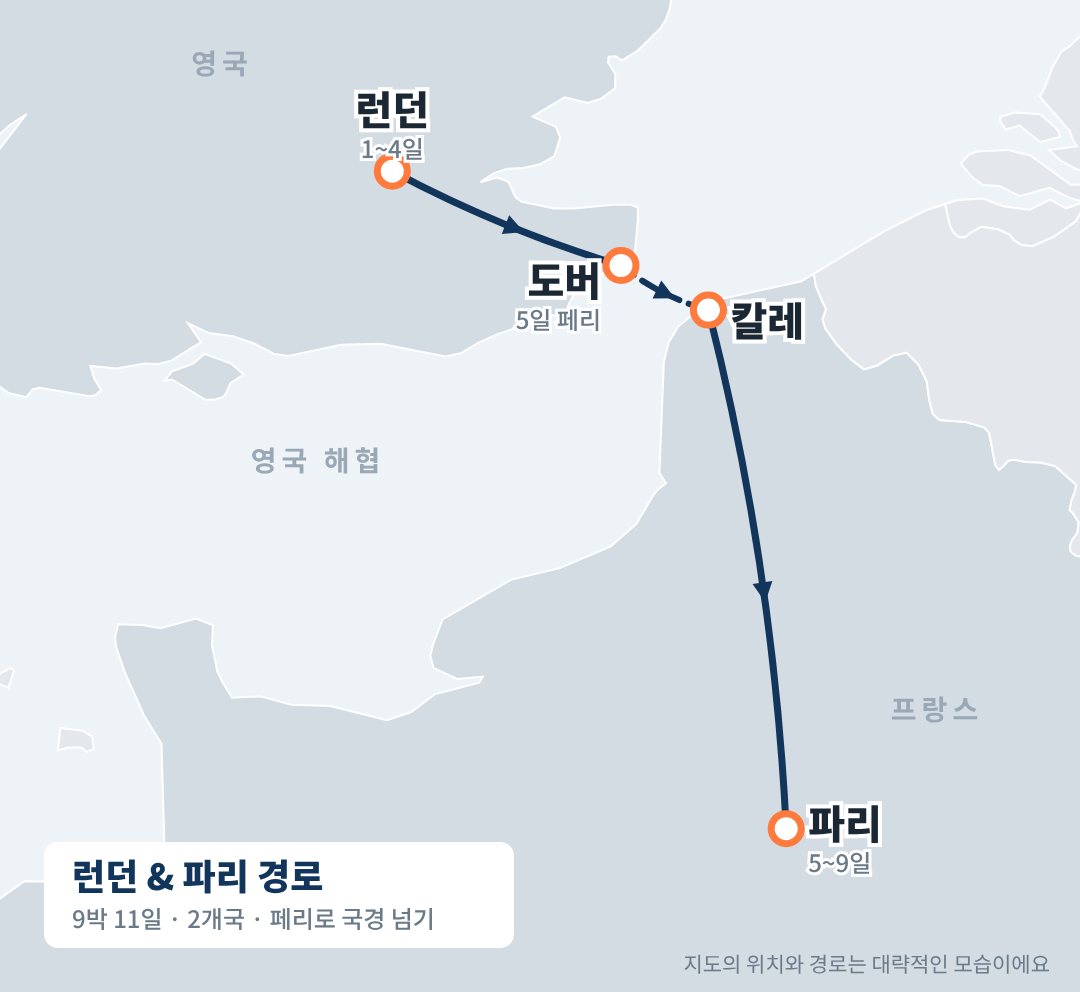 영국
런던
1~4일
도버
5일 페리
칼레
영국 해협
프랑스
파리
5~9일
런던 & 파리 경로
9박 11일 · 2개국 · 페리로 국경 넘기
지도의 위치와 경로는 대략적인 모습이에요